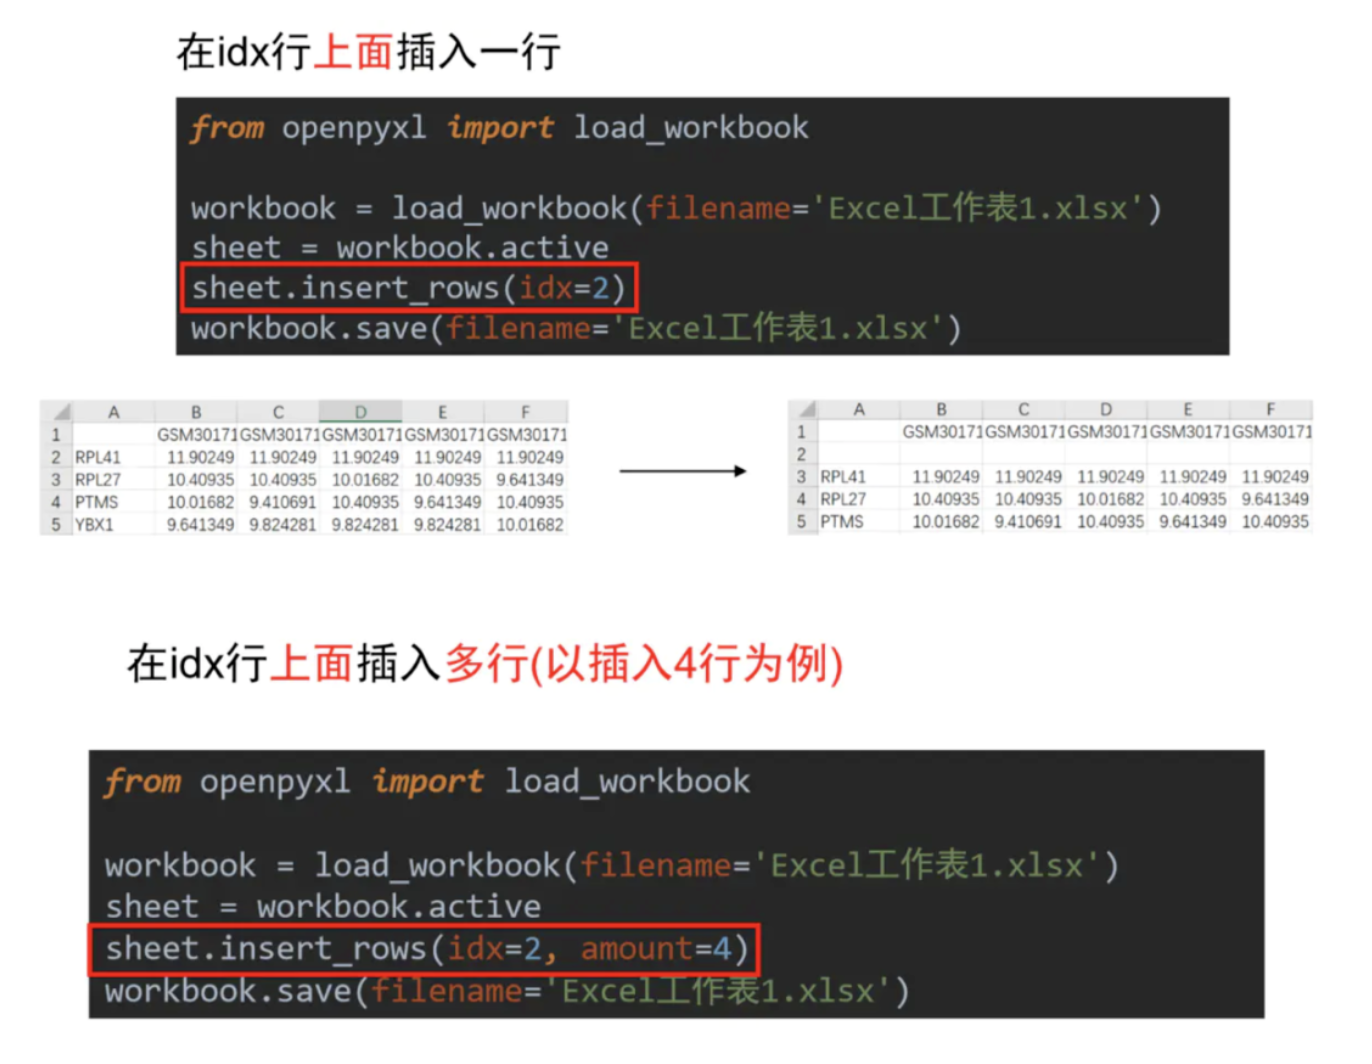 在idx行上面插入一行
from openpyxl import load_workbook
workbook = load_workbook(filename='Excel工作表1.xlsx')
sheet = workbook.active
sheet.insert_rows(idx=2)
workbook.save(filename='Excel工作表1.xlsx')
A B C D E F
1 GSM30171 GSM30171 GSM30171 GSM30171 GSM30171
2 RPL41 11.90249 11.90249 11.90249 11.90249 11.90249
3 RPL27 10.40935 10.40935 10.01682 10.40935 9.641349
4 PTMS 10.01682 9.410691 10.40935 9.641349 10.40935
5 YBX1 9.641349 9.824281 9.824281 9.824281 10.01682
A B C D E F
1 GSM30171 GSM30171 GSM30171 GSM30171 GSM30171
2
3 RPL41 11.90249 11.90249 11.90249 11.90249 11.90249
4 RPL27 10.40935 10.40935 10.01682 10.40935 9.641349
5 PTMS 10.01682 9.410691 10.40935 9.641349 10.40935
在idx行上面插入多行(以插入4行为例)
from openpyxl import load_workbook
workbook = load_workbook(filename='Excel工作表1.xlsx')
sheet = workbook.active
sheet.insert_rows(idx=2, amount=4)
workbook.save(filename='Excel工作表1.xlsx')